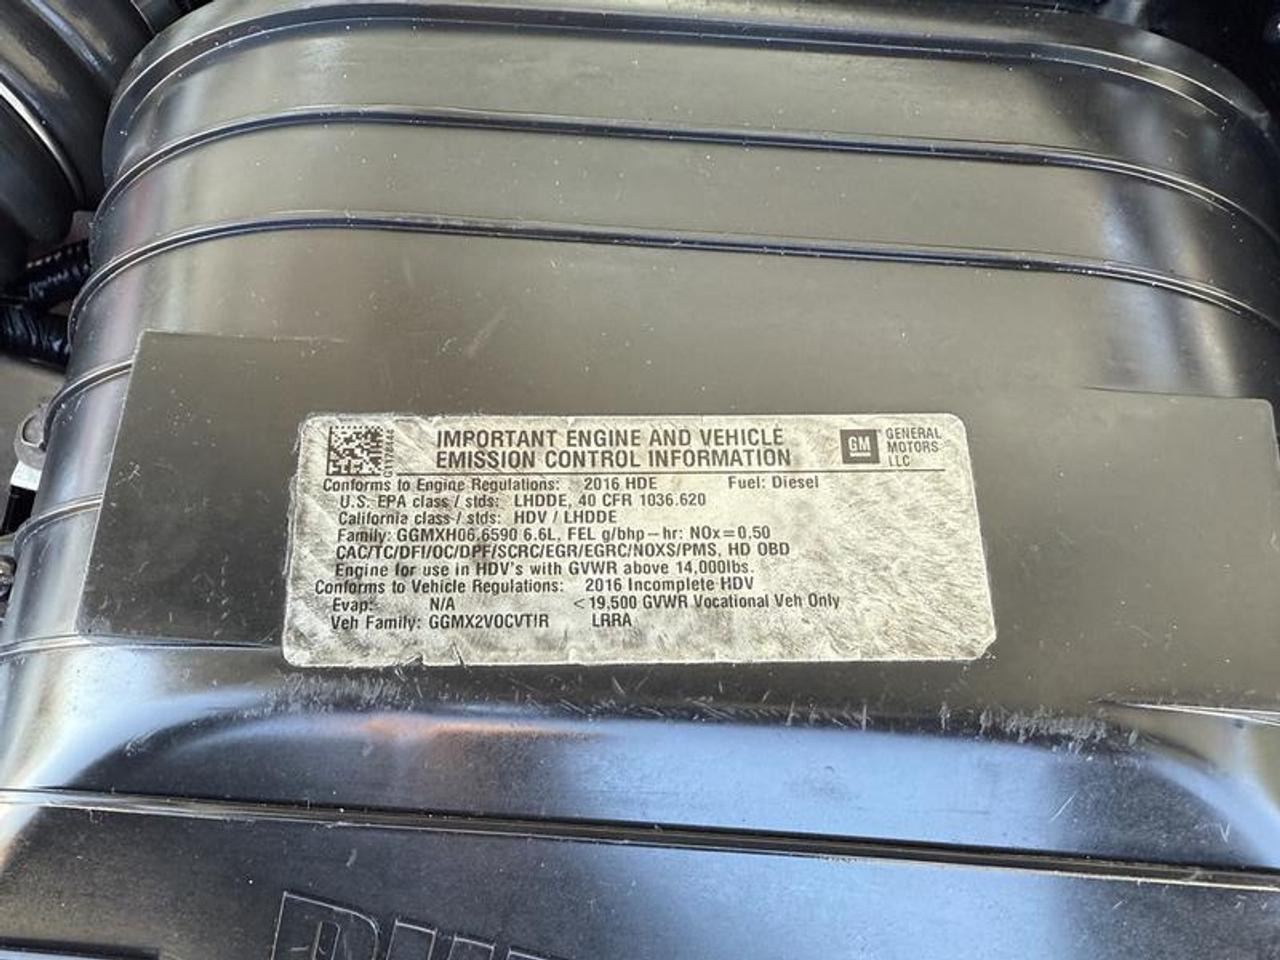 IMPORTANT ENGINE AND VEHICLE
EMISSION CONTROL INFORMATION
GM
GENERAL
MOTORS
LLC
Conforms to Engine Regulations: 2016 HDE Fuel: Diesel
U.S. EPA class / stds: LHDDE, 40 CFR 1036.620
California class / stds: HDV / LHDDE
Family: GGMXH06.6590 6.6L, FEL g/bhp-hr: NOx=0.50
CAC/TC/DFI/OC/DPF/SCRC/EGR/EGRC/NOXS/PMS, HD OBD
Engine for use in HDV's with GVWR above 14,000lbs.
Conforms to Vehicle Regulations: 2016 Incomplete HDV
Evap: N/A <19,500 GVWR Vocational Veh Only
Veh Family: GGMX2VOCVTIR LRRA